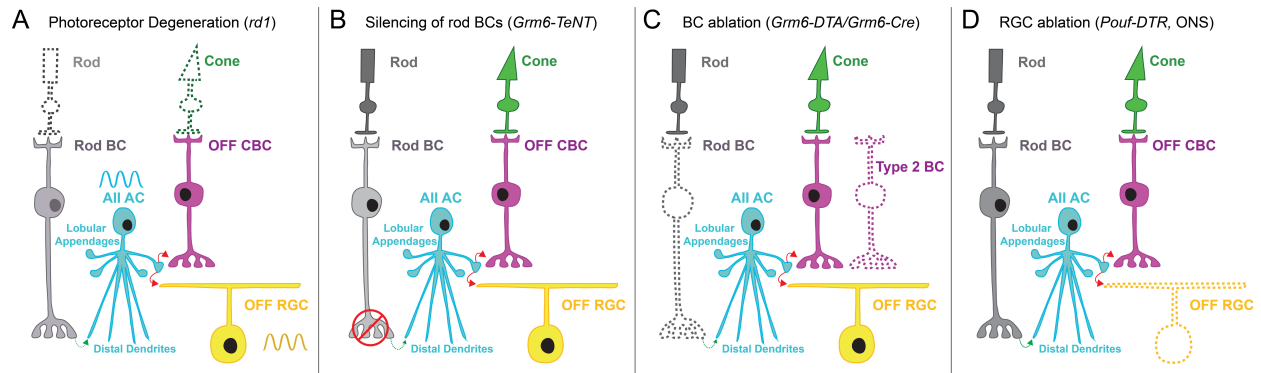 A Photoreceptor Degeneration (rd1)
Rod
Cone
Rod BC
OFF CBC
AII AC
Lobular
Appendages
OFF RGC
Distal Dendrites
B Silencing of rod BCs (Grm6-TeNT)
Rod
Cone
Rod BC
OFF CBC
AII AC
Lobular
Appendages
OFF RGC
Distal Dendrites
C BC ablation (Grm6-DTA/Grm6-Cre)
Rod
Cone
Rod BC
OFF CBC
Type 2 BC
AII AC
Lobular
Appendages
OFF RGC
Distal Dendrites
D RGC ablation (Pouf-DTR, ONS)
Rod
Cone
Rod BC
OFF CBC
AII AC
Lobular
Appendages
OFF RGC
Distal Dendrites